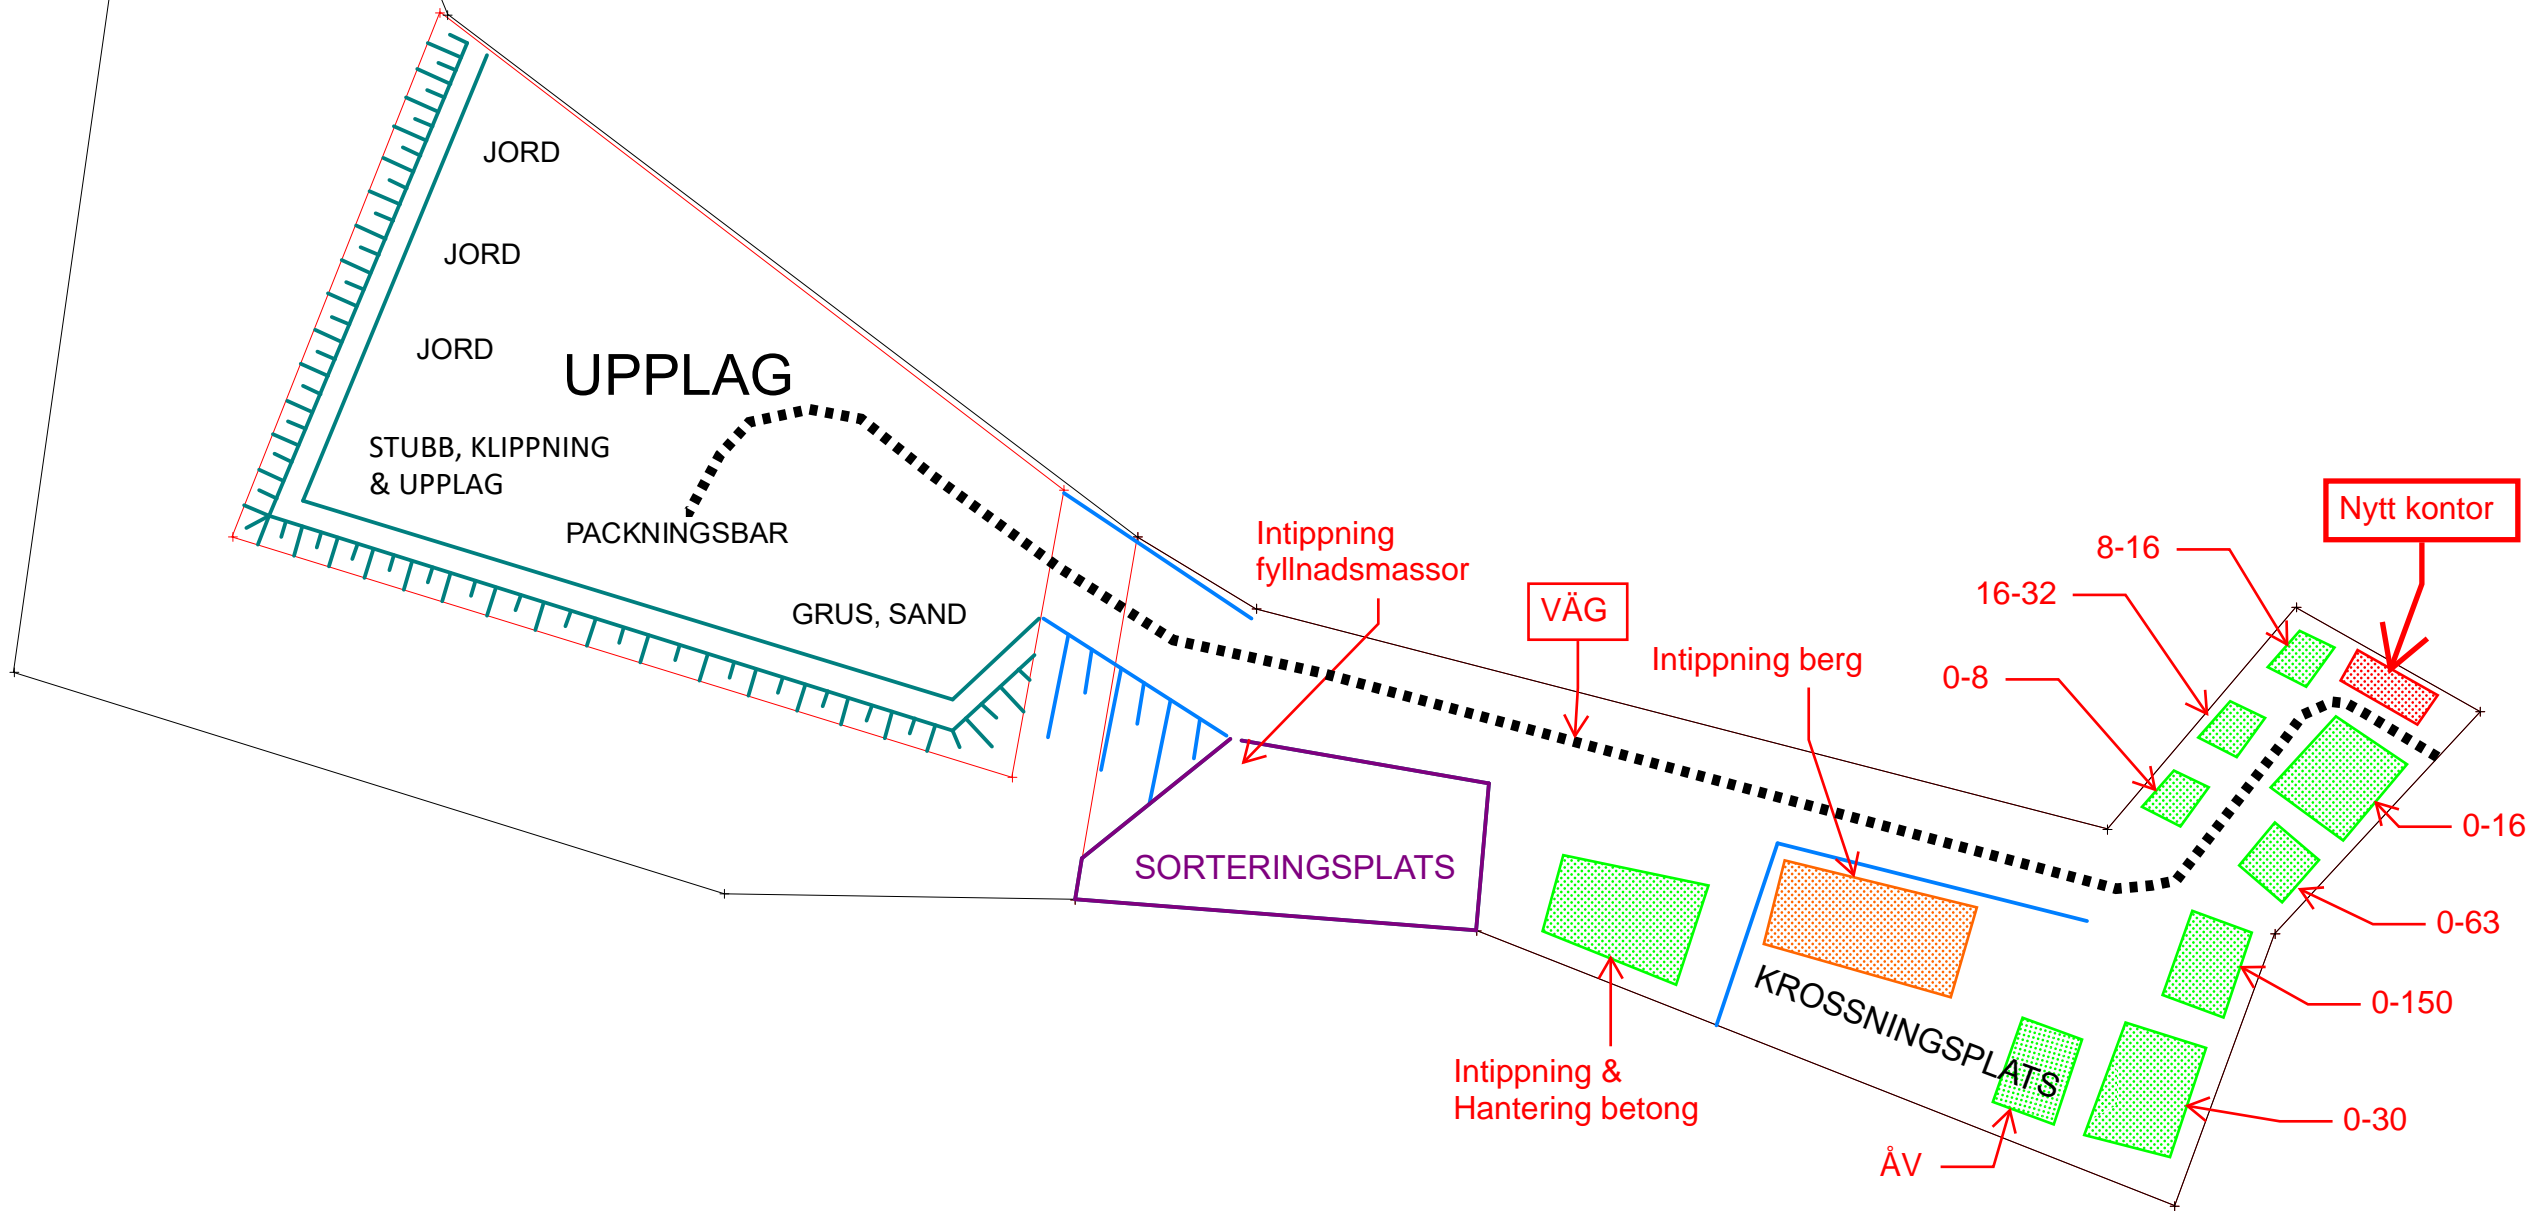 JORD
JORD
JORD
UPPLAG
STUBB, KLIPPNING
& UPPLAG
PACKNINGSBAR
GRUS, SAND
Intippning
fyllnadsmassor
VÄG
Intippning berg
SORTERINGSPLATS
KROSSNINGSPLATS
Intippning &
Hantering betong
ÅV
Nytt kontor
8-16
16-32
0-8
0-16
0-63
0-150
0-30